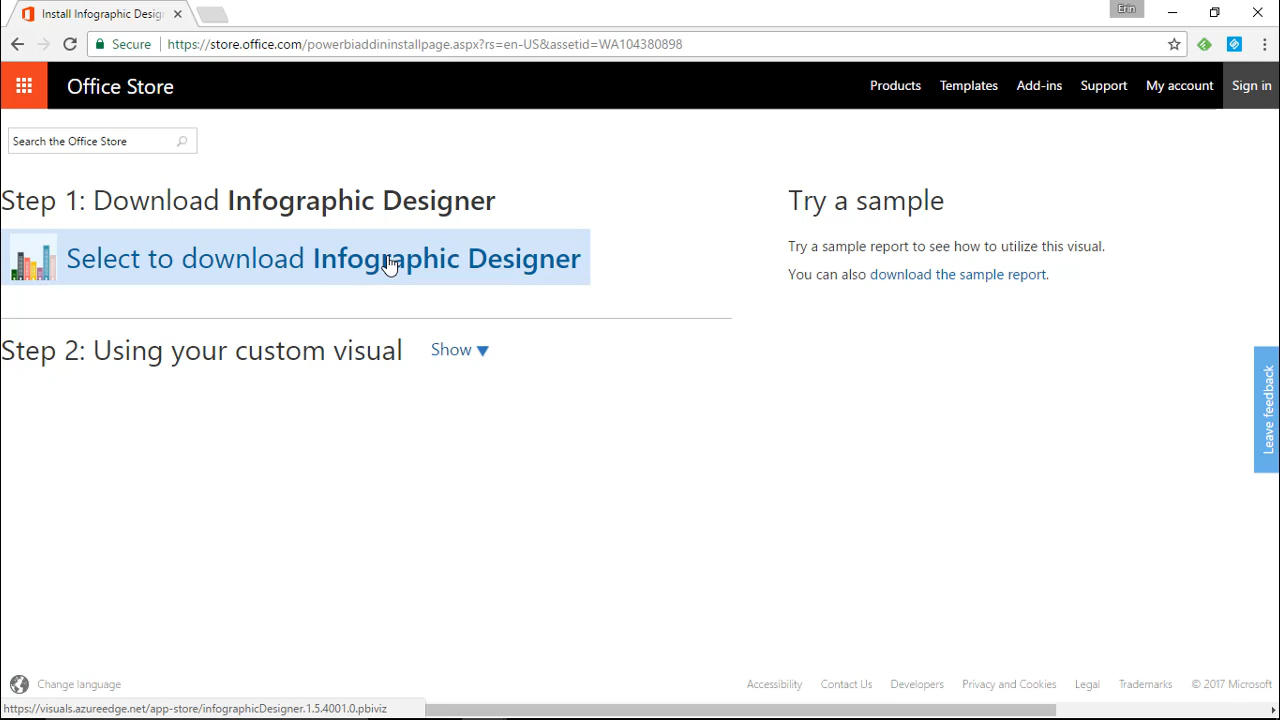 Install Infographic Desig
Erin
Secure
https://store.office.com/powerbiaddininstallpage.aspx?rs=en-US&assetid=WA104380898
Office Store
Products
Templates
Add-ins
Support
My account
Sign in
Search the Office Store
Step 1: Download Infographic Designer
Select to download Infographic Designer
Step 2: Using your custom visual
Show
Try a sample
Try a sample report to see how to utilize this visual.
You can also download the sample report.
Leave feedback
Change language
Accessibility
Contact Us
Developers
Privacy and Cookies
Legal
Trademarks
© 2017 Microsoft
https://visuals.azureedge.net/app-store/infographicDesigner.1.5.4001.0.pbiviz